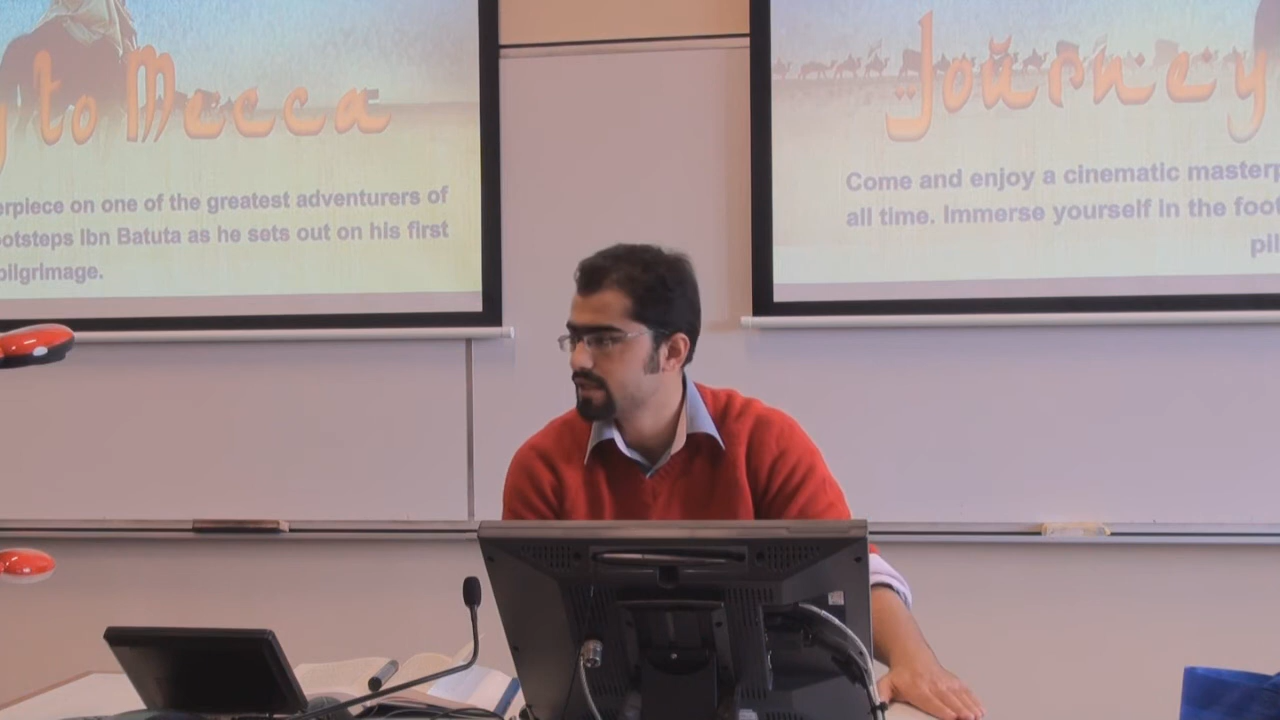 y to Mecca
erpiece on one of the greatest adventurers of
ootsteps Ibn Batuta as he sets out on his first
pilgrimage.
Journey
Come and enjoy a cinematic masterp
all time. Immerse yourself in the foot
pil